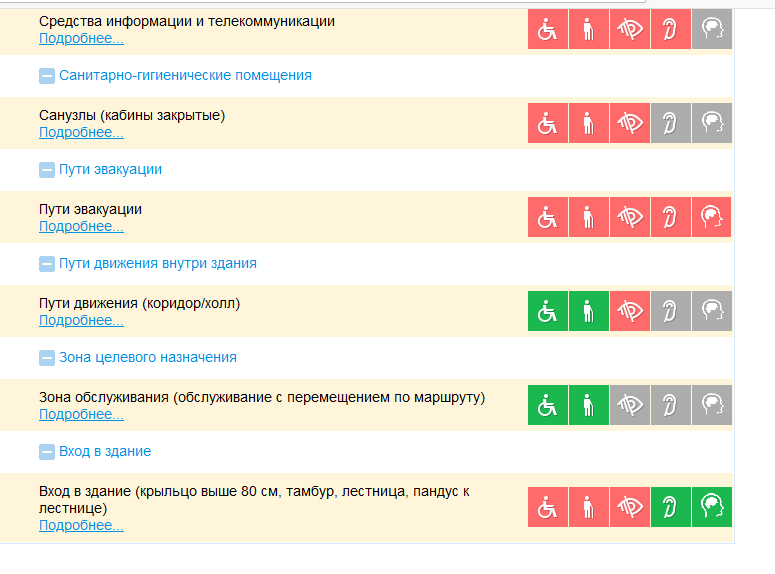 Средства информации и телекоммуникации
Подробнее...
Санитарно-гигиенические помещения
Санузлы (кабины закрытые)
Подробнее...
Пути эвакуации
Пути эвакуации
Подробнее...
Пути движения внутри здания
Пути движения (коридор/холл)
Подробнее...
Зона целевого назначения
Зона обслуживания (обслуживание с перемещением по маршруту)
Подробнее...
Вход в здание
Вход в здание (крыльцо выше 80 см, тамбур, лестница, пандус к
лестнице)
Подробнее...